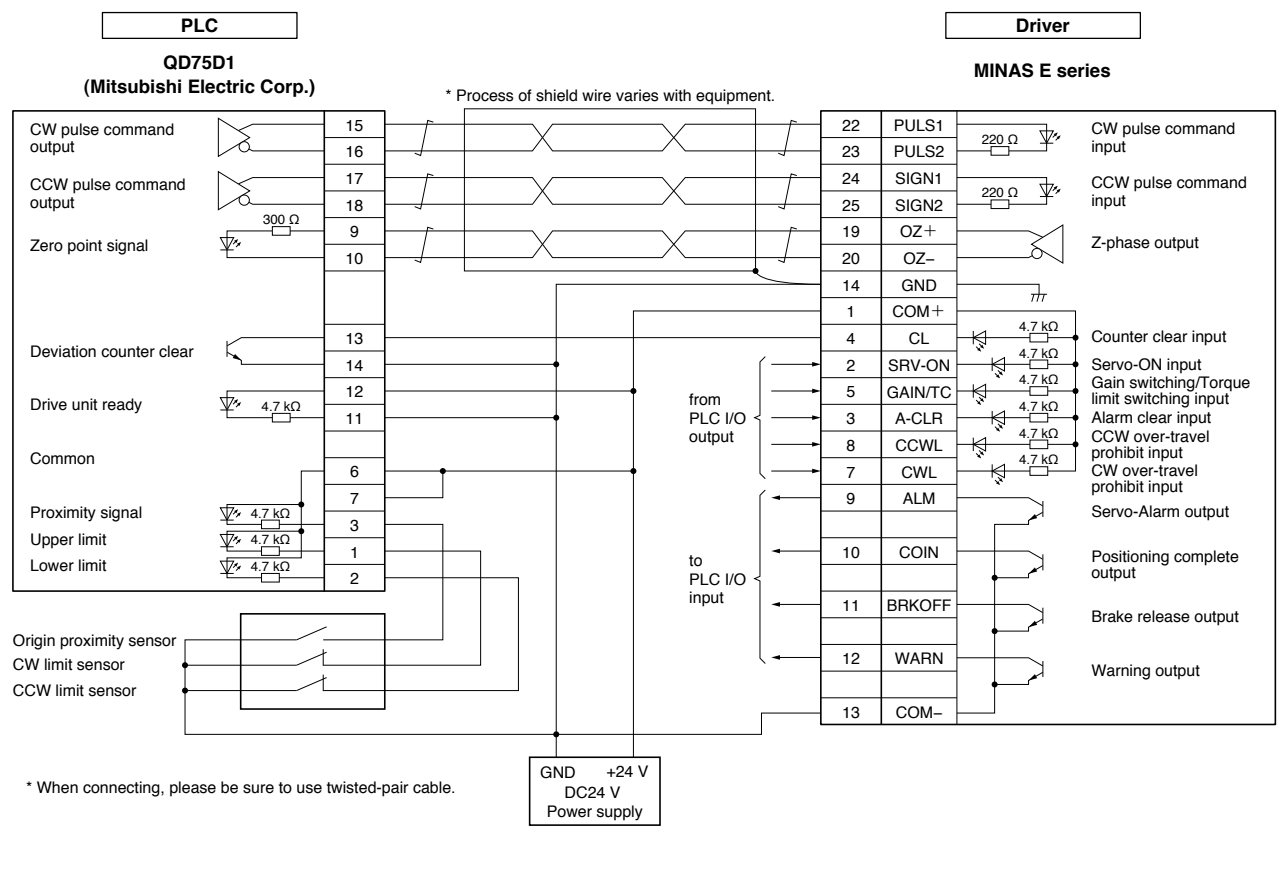 PLC
Driver
QD75D1
(Mitsubishi Electric Corp.)
MINAS E series
* Process of shield wire varies with equipment.
CW pulse command
output
15
16
22 PULS1
23 PULS2
220 Ω
CW pulse command
input
CCW pulse command
output
17
18
24 SIGN1
25 SIGN2
220 Ω
CCW pulse command
input
Zero point signal
300 Ω
9
10
19 OZ+
20 OZ−
Z-phase output
14 GND
1 COM+
Deviation counter clear
13
14
4 CL
4.7 kΩ
Counter clear input
2 SRV-ON
4.7 kΩ
Servo-ON input
Drive unit ready
4.7 kΩ
12
11
from
PLC I/O
output
5 GAIN/TC
4.7 kΩ
Gain switching/Torque
limit switching input
3 A-CLR
4.7 kΩ
Alarm clear input
8 CCWL
4.7 kΩ
CCW over-travel
prohibit input
7 CWL
4.7 kΩ
CW over-travel
prohibit input
Common
6
7
Proximity signal
4.7 kΩ
3
Upper limit
4.7 kΩ
1
Lower limit
4.7 kΩ
2
to
PLC I/O
input
9 ALM
Servo-Alarm output
10 COIN
Positioning complete
output
11 BRKOFF
Brake release output
12 WARN
Warning output
13 COM−
Origin proximity sensor
CW limit sensor
CCW limit sensor
GND +24 V
DC24 V
Power supply
* When connecting, please be sure to use twisted-pair cable.